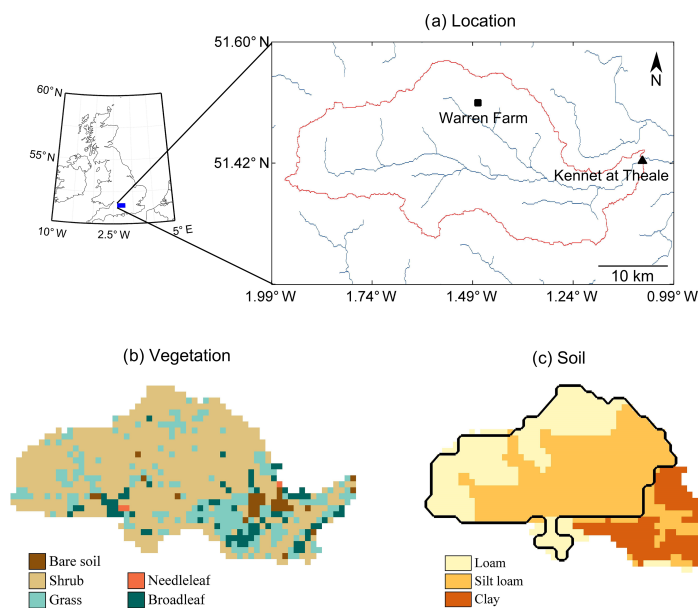 (a) Location
51.60° N
N
Warren Farm
60° N
51.42° N
Kennet at Theale
55° N
10 km
10° W
2.5° W
5° E
1.99° W
1.74° W
1.49° W
1.24° W
0.99° W
(b) Vegetation
(c) Soil
Bare soil
Shrub
Needleleaf
Grass
Broadleaf
Loam
Silt loam
Clay